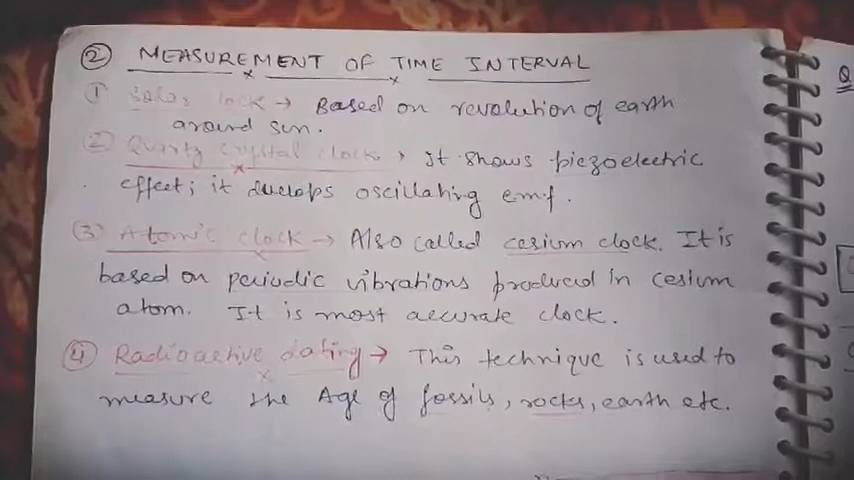 ② MEASUREMENT OF TIME INTERVAL
① Solar lock → Based on revolution of earth
around sun.
② Quartz crystal clock → it shows piezoelectric
effect; it develops oscillating emf.
③ Atomic clock → Also called cesium clock. It is
based on periodic vibrations produced in cesium
atom. It is most accurate clock.
④ Radioactive dating → This technique is used to
measure the Age of fossils, rocks, earth etc.
Q